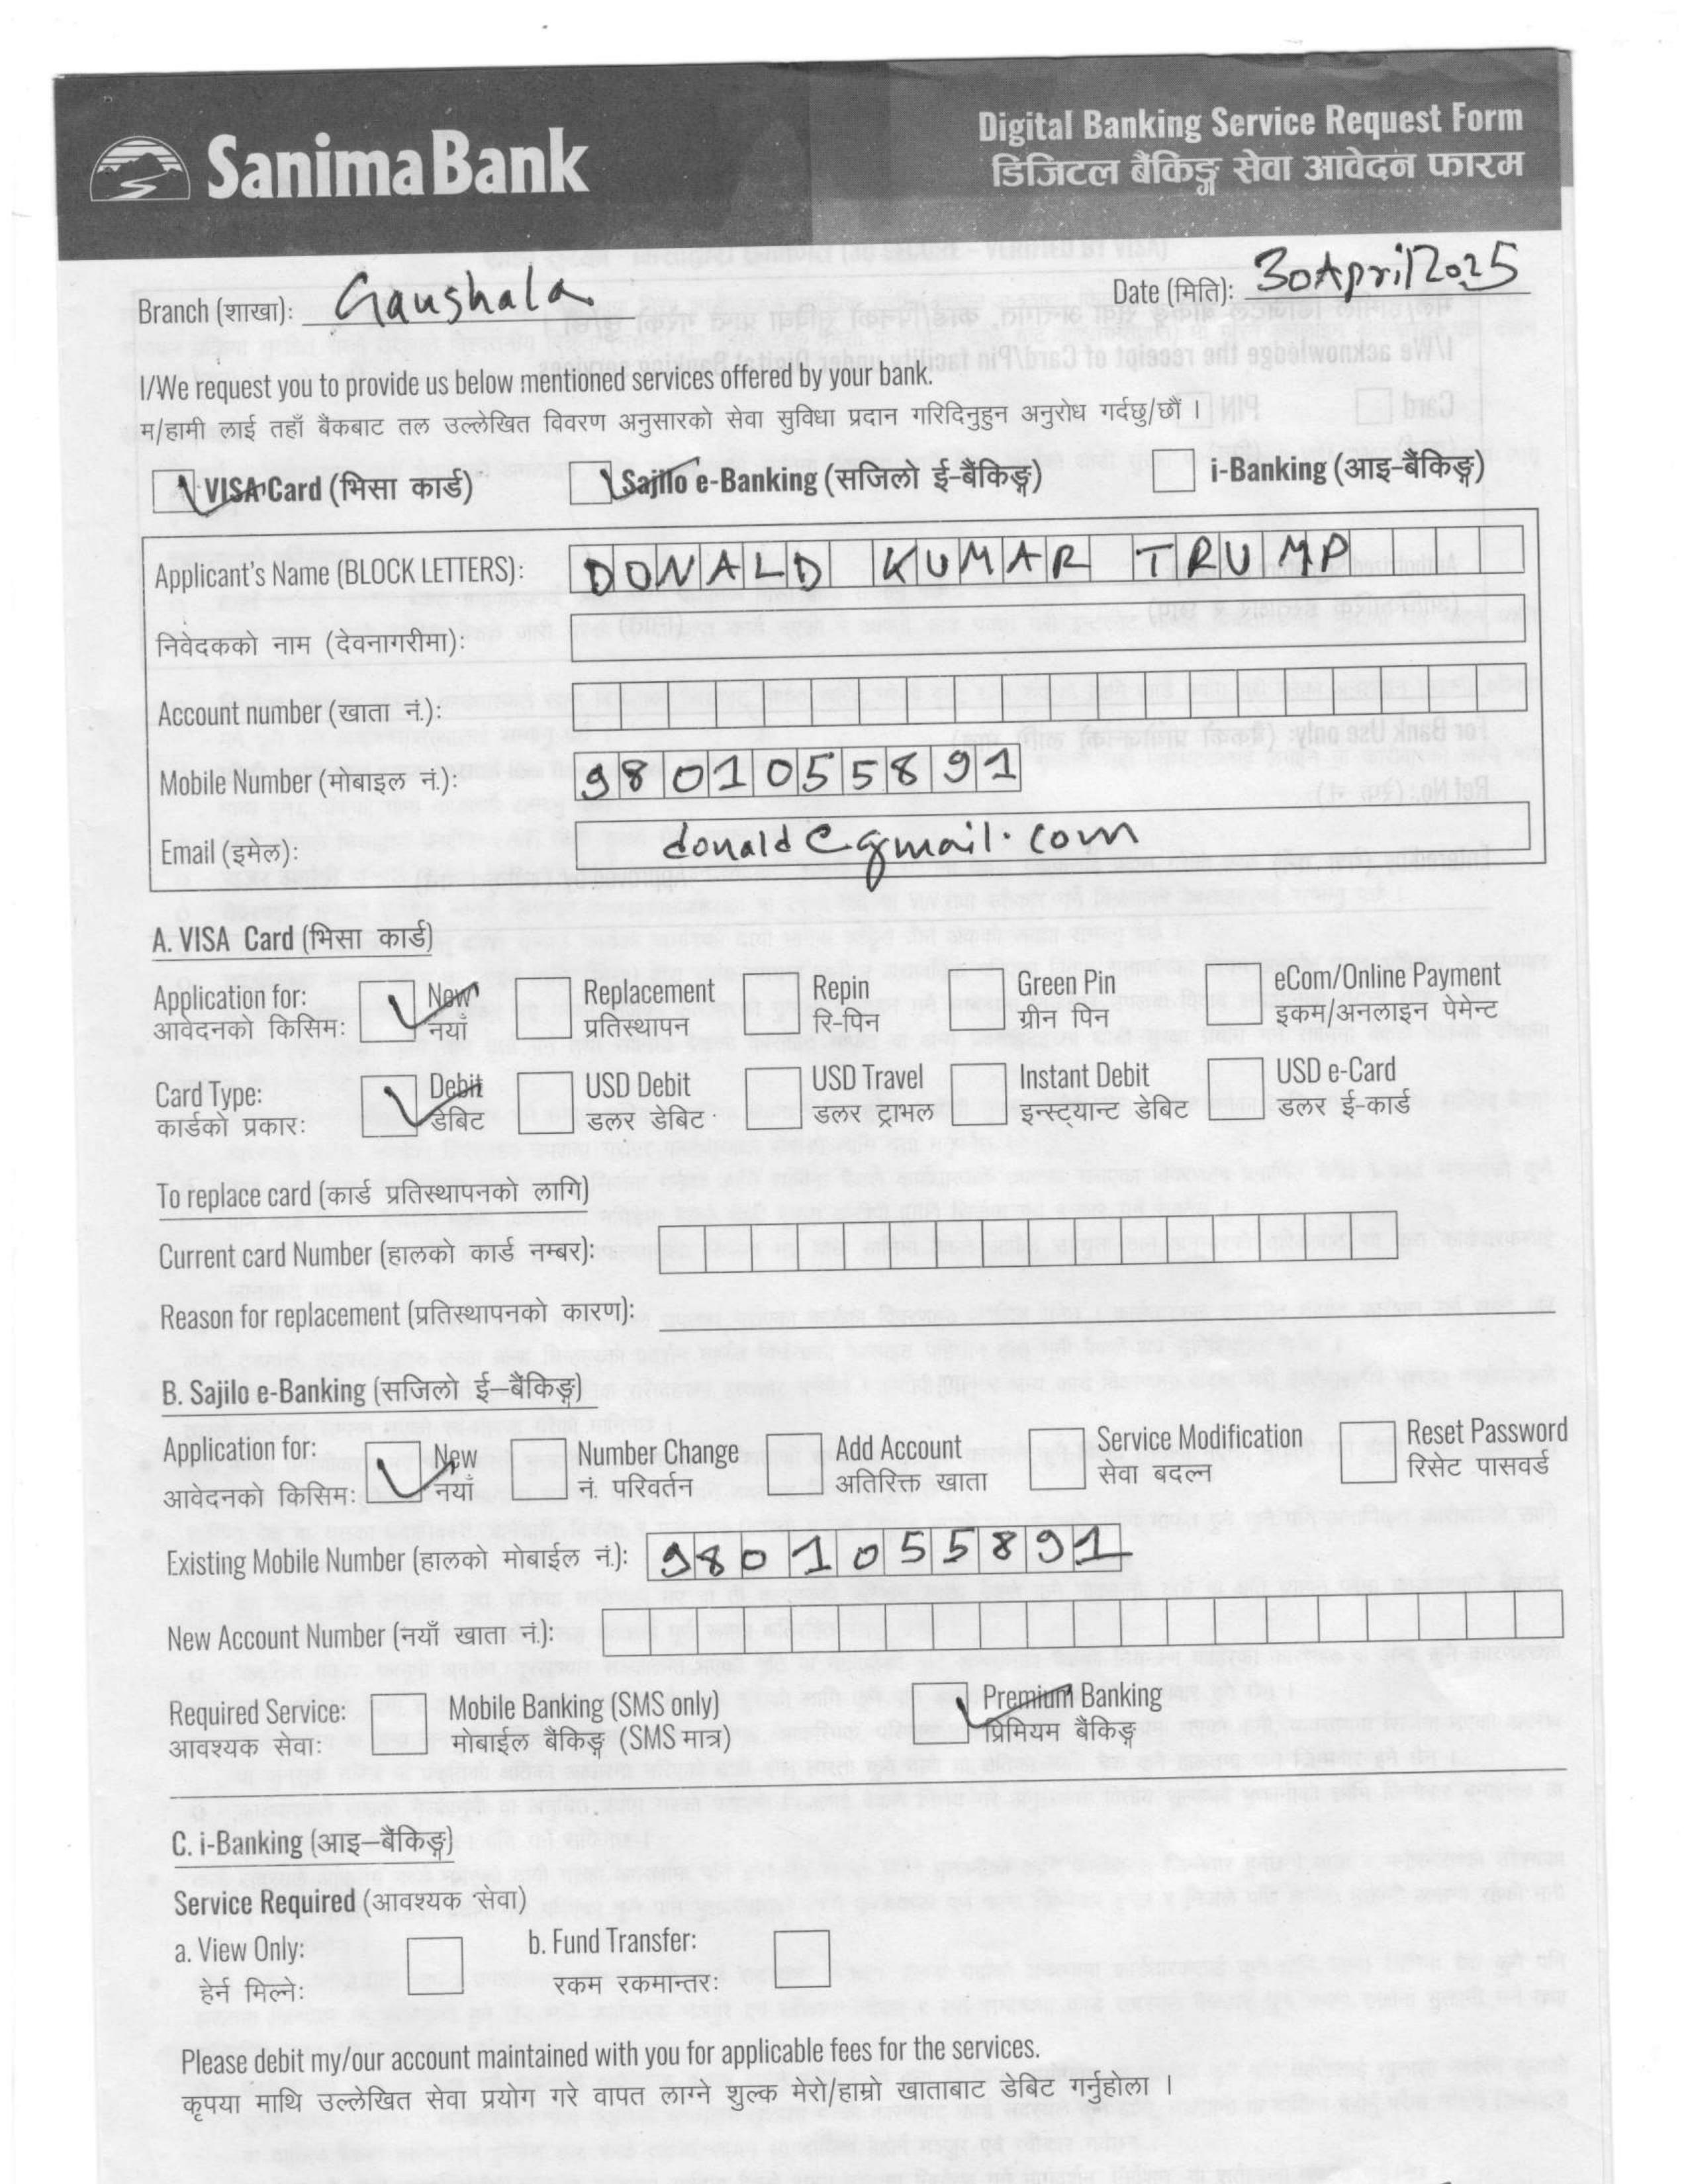 Sanima Bank
Digital Banking Service Request Form
डिजिटल बैंकिङ्ग सेवा आवेदन फारम
Branch (शाखा): Gaushala
Date (मिति): 30 April 2025
I/We request you to provide us below mentioned services offered by your bank.
म/हामी लाई तहाँ बैंकबाट तल उल्लेखित विवरण अनुसारको सेवा सुविधा प्रदान गरिदिनुहुन अनुरोध गर्दछु/छौं ।
VISA Card (भिसा कार्ड) Sajilo e-Banking (सजिलो ई-बैंकिङ्ग) i-Banking (आइ-बैंकिङ्ग)
Applicant's Name (BLOCK LETTERS): DONALD KUMAR TRUMP
निवेदकको नाम (देवनागरीमा):
Account number (खाता नं.):
Mobile Number (मोबाइल नं.): 9801055891
Email (इमेल): donald@gmail.com
A. VISA Card (भिसा कार्ड)
Application for: New Replacement Repin Green Pin eCom/Online Payment
आवेदनको किसिम: नयाँ प्रतिस्थापन रि-पिन ग्रीन पिन इकम/अनलाइन पेमेन्ट
Card Type: Debit USD Debit USD Travel Instant Debit USD e-Card
कार्डको प्रकार: डेबिट डलर डेबिट डलर ट्राभल इन्स्ट्यान्ट डेबिट डलर ई-कार्ड
To replace card (कार्ड प्रतिस्थापनको लागि)
Current card Number (हालको कार्ड नम्बर):
Reason for replacement (प्रतिस्थापनको कारण):
B. Sajilo e-Banking (सजिलो ई-बैंकिङ्ग)
Application for: New Number Change Add Account Service Modification Reset Password
आवेदनको किसिम: नयाँ नं. परिवर्तन अतिरिक्त खाता सेवा बदल्न रिसेट पासवर्ड
Existing Mobile Number (हालको मोबाईल नं.): 9801055891
New Account Number (नयाँ खाता नं.):
Required Service: Mobile Banking (SMS only) Premium Banking
आवश्यक सेवा: मोबाईल बैंकिङ्ग (SMS मात्र) प्रिमियम बैंकिङ्ग
C. i-Banking (आइ-बैंकिङ्ग)
Service Required (आवश्यक सेवा)
a. View Only: b. Fund Transfer:
हेर्न मिल्ने: रकम रकमान्तर:
Please debit my/our account maintained with you for applicable fees for the services.
कृपया माथि उल्लेखित सेवा प्रयोग गरे वापत लाग्ने शुल्क मेरो/हाम्रो खाताबाट डेबिट गर्नुहोला ।